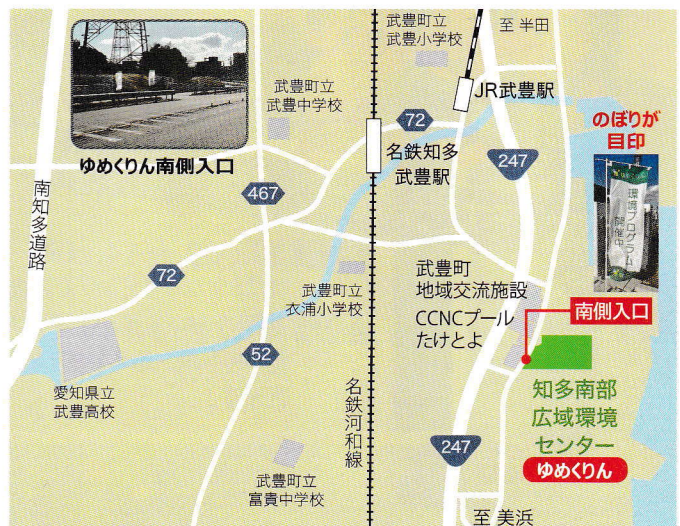 武豊町立
武豊小学校
至 半田
武豊町立
武豊中学校
JR武豊駅
72
のぼりが
目印
ゆめくりん南側入口
名鉄知多
武豊駅
247
467
環境プログラム
開催中
南知多道路
72
武豊町
地域交流施設
武豊町立
衣浦小学校
CCNCプール
たけとよ
南側入口
52
愛知県立
武豊高校
名鉄河和線
知多南部
広域環境
センター
ゆめくりん
247
武豊町立
富貴中学校
至 美浜